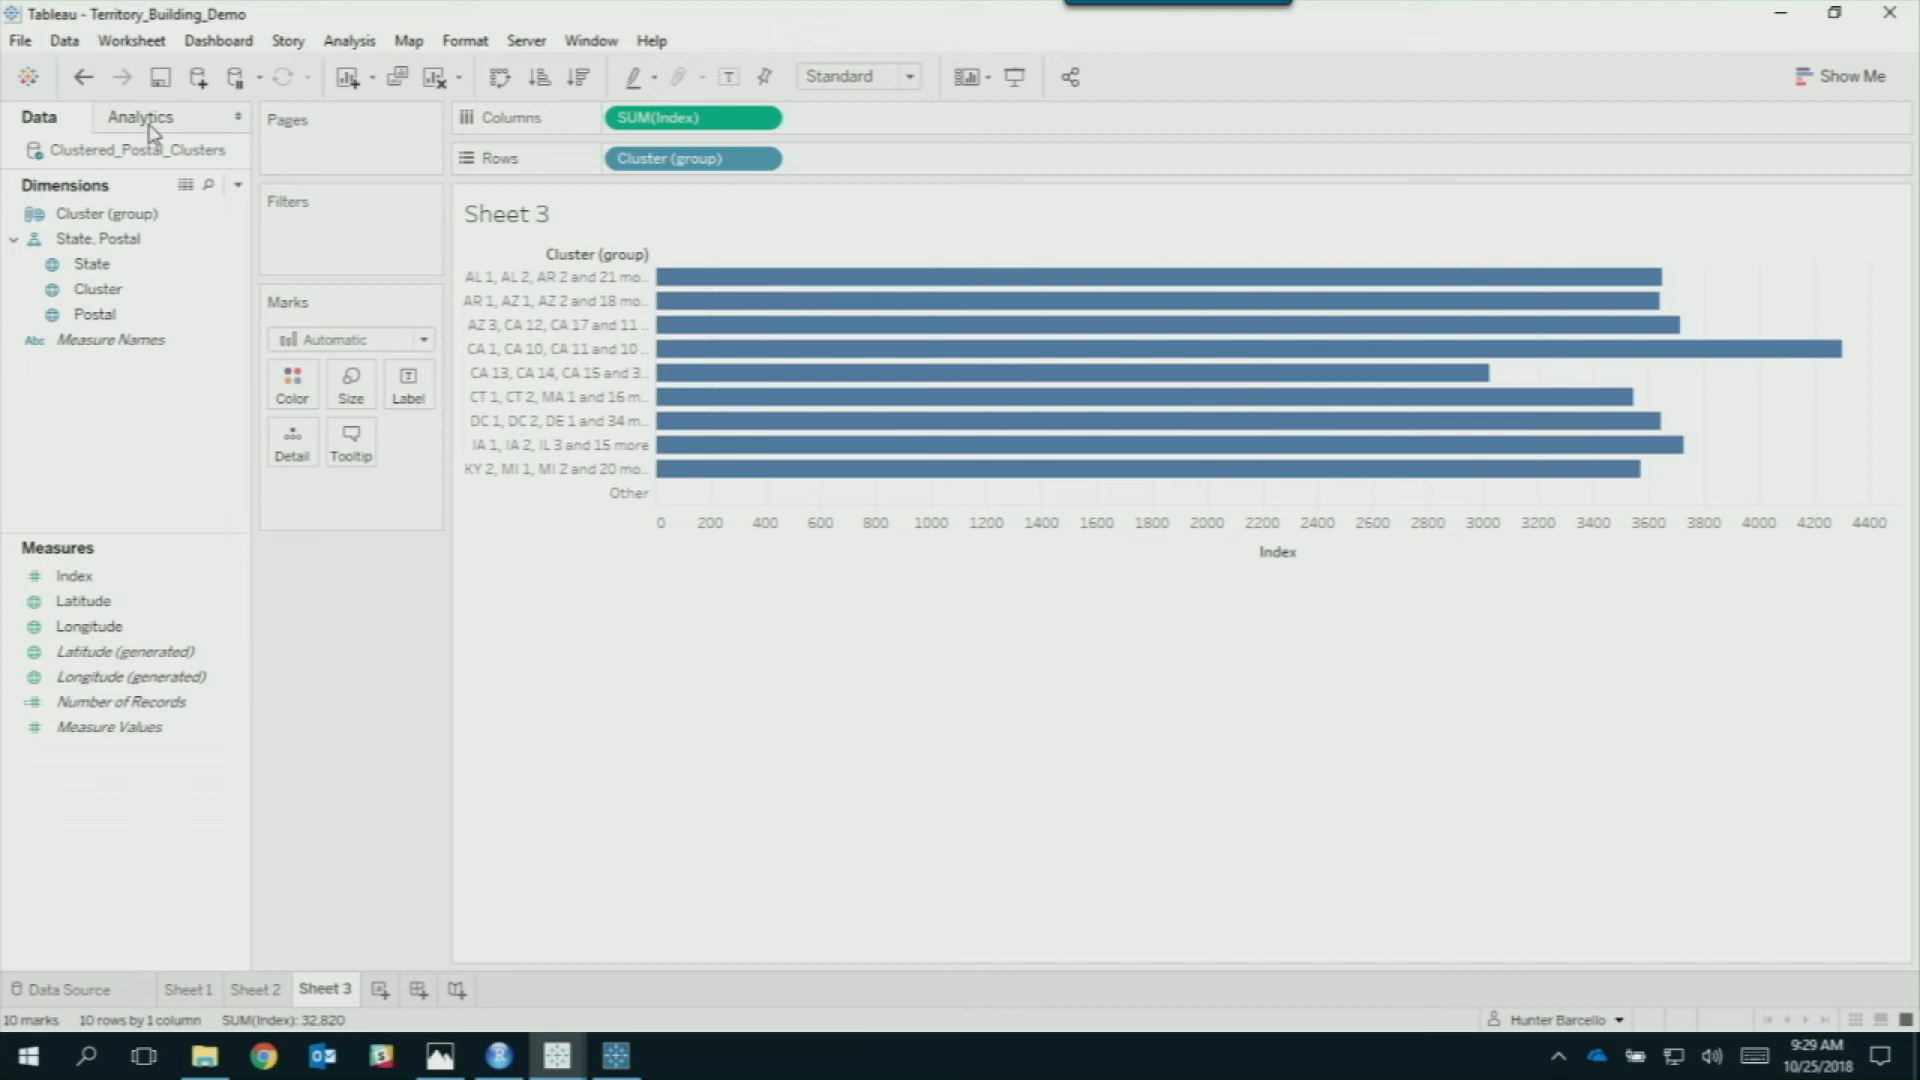 Tableau - Territory_Building_Demo
File Data Worksheet Dashboard Story Analysis Map Format Server Window Help
Standard
Show Me
Data Analytics
Clustered_Postal_Clusters
Dimensions
Cluster (group)
State, Postal
State
Cluster
Postal
Abc Measure Names
Measures
Index
Latitude
Longitude
Latitude (generated)
Longitude (generated)
Number of Records
Measure Values
Pages
Filters
Marks
Automatic
Color Size Label
Detail Tooltip
Columns SUM(Index)
Rows Cluster (group)
Sheet 3
Cluster (group)
AL 1, AL 2, AR 2 and 21 mo..
AR 1, AZ 1, AZ 2 and 18 mo..
AZ 3, CA 12, CA 17 and 11 ..
CA 1, CA 10, CA 11 and 10 ..
CA 13, CA 14, CA 15 and 3..
CT 1, CT 2, MA 1 and 16 m..
DC 1, DC 2, DE 1 and 34 m..
IA 1, IA 2, IL 3 and 15 more
KY 2, MI 1, MI 2 and 20 mo..
Other
0 200 400 600 800 1000 1200 1400 1600 1800 2000 2200 2400 2600 2800 3000 3200 3400 3600 3800 4000 4200 4400
Index
Data Source Sheet 1 Sheet 2 Sheet 3
10 marks 10 rows by 1 column SUM(Index): 32,820
Hunter Barcello
9:29 AM
10/25/2018